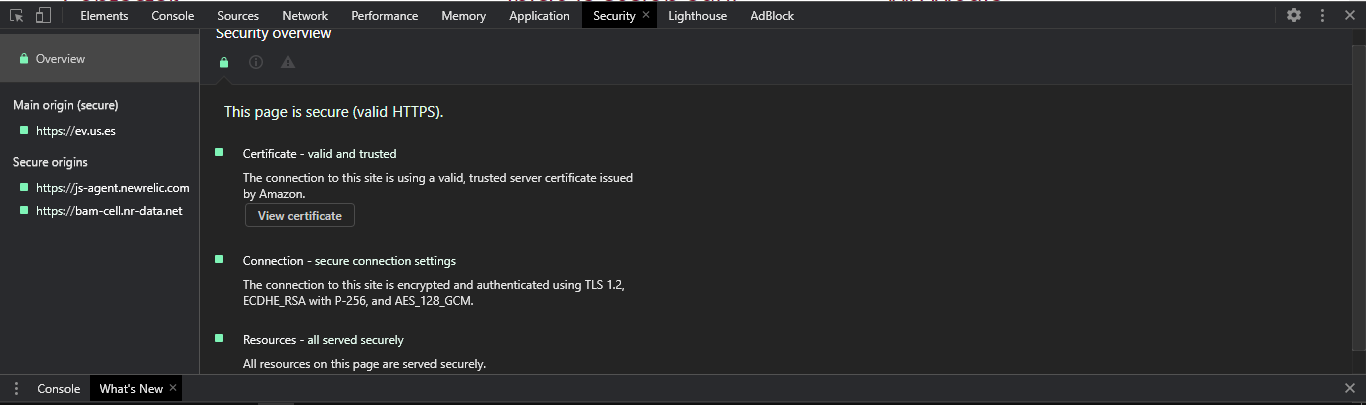 Elements Console Sources Network Performance Memory Application Security Lighthouse AdBlock
Overview
Main origin (secure)
https://ev.us.es
Secure origins
https://js-agent.newrelic.com
https://bam-cell.nr-data.net
Security overview
This page is secure (valid HTTPS).
Certificate - valid and trusted
The connection to this site is using a valid, trusted server certificate issued
by Amazon.
View certificate
Connection - secure connection settings
The connection to this site is encrypted and authenticated using TLS 1.2,
ECDHE_RSA with P-256, and AES_128_GCM.
Resources - all served securely
All resources on this page are served securely.
Console What's New